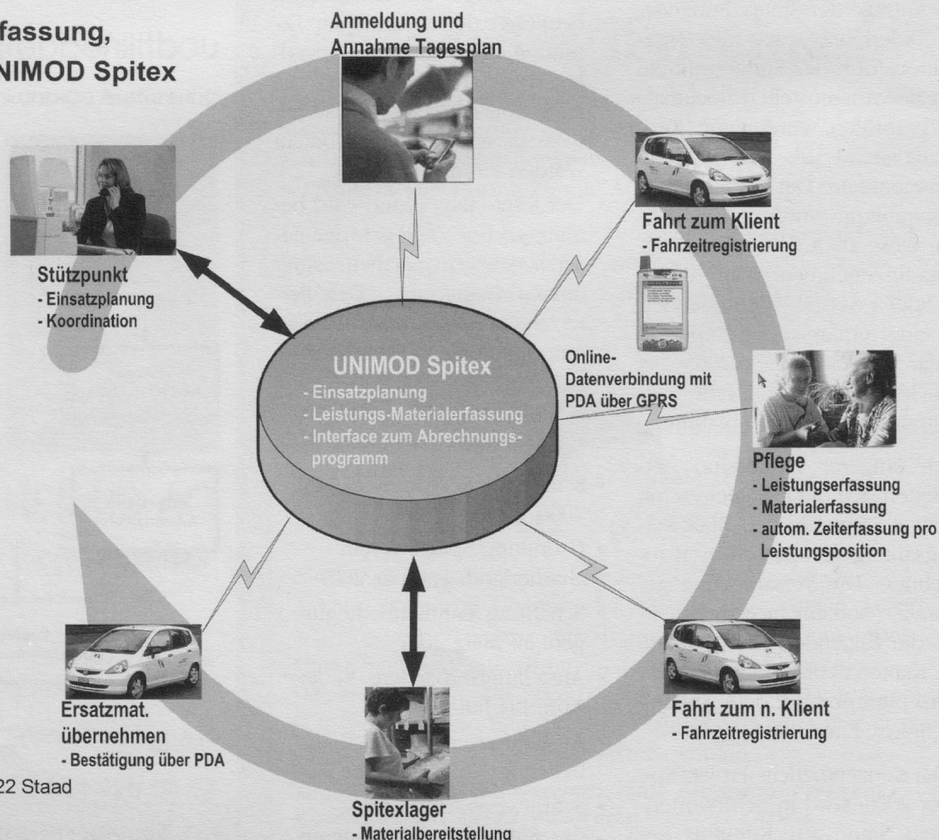 fassung,
NIMOD Spitex
Anmeldung und
Annahme Tagesplan
Fahrt zum Klient
- Fahrzeitregistrierung
Stützpunkt
- Einsatzplanung
- Koordination
UNIMOD Spitex
- Einsatzplanung
- Leistungs-Materialerfassung
- Interface zum Abrechnungs-
programm
Online-
Datenverbindung mit
PDA über GPRS
Pflege
- Leistungserfassung
- Materialerfassung
- autom. Zeiterfassung pro
Leistungsposition
Fahrt zum n. Klient
- Fahrzeitregistrierung
Ersatzmat.
übernehmen
- Bestätigung über PDA
22 Staad
Spitexlager
- Materialbereitstellung